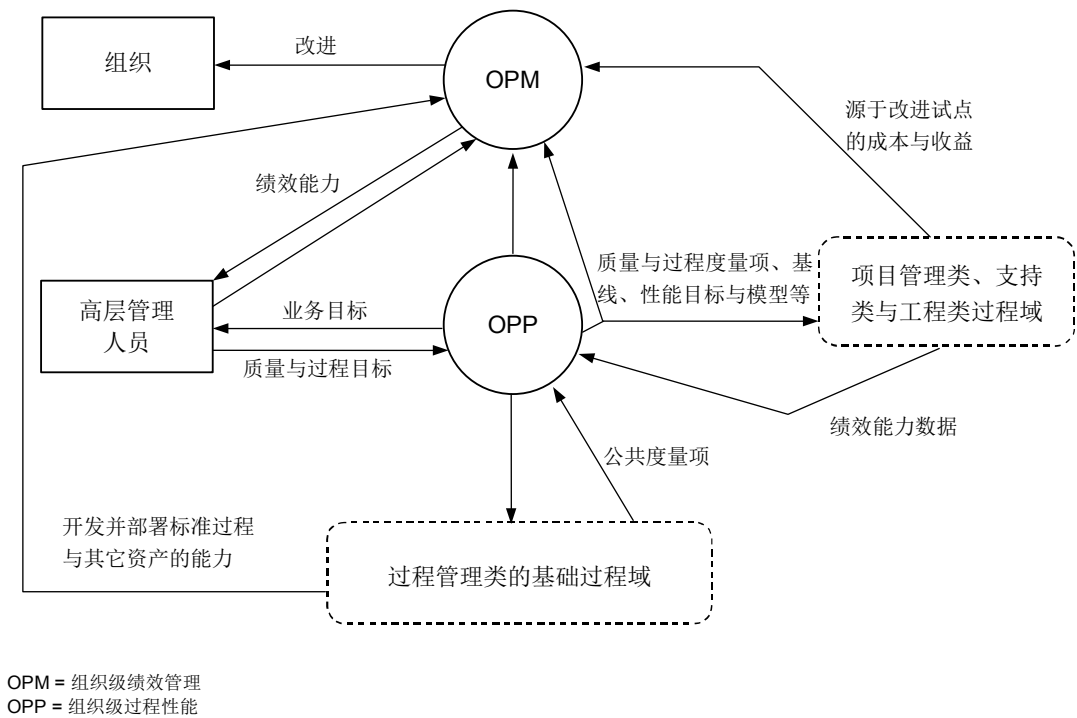 组织
改进
OPM
源于改进试点
的成本与收益
绩效能力
质量与过程度量项、基
线、性能目标与模型等
项目管理类、支持
类与工程类过程域
高层管理
人员
业务目标
OPP
质量与过程目标
绩效能力数据
公共度量项
开发并部署标准过程
与其它资产的能力
过程管理类的基础过程域
OPM = 组织级绩效管理
OPP = 组织级过程性能